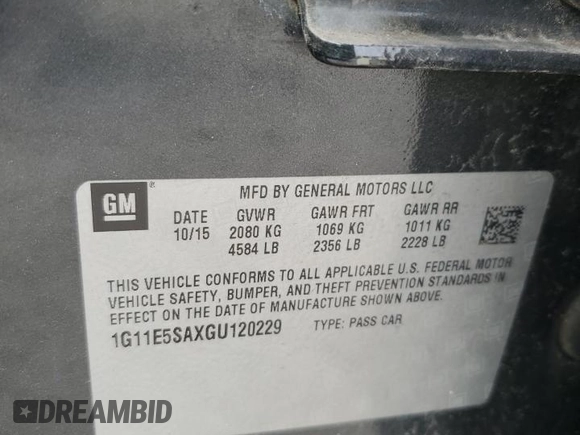 GM
MFD BY GENERAL MOTORS LLC
DATE GVWR GAWR FRT GAWR RR
10/15 2080 KG 1069 KG 1011 KG
4584 LB 2356 LB 2228 LB
THIS VEHICLE CONFORMS TO ALL APPLICABLE U.S. FEDERAL MOTOR
VEHICLE SAFETY, BUMPER, AND THEFT PREVENTION STANDARDS IN
EFFECT ON THE DATE OF MANUFACTURE SHOWN ABOVE.
1G11E5SAXGU120229 TYPE: PASS CAR
DREAMBID